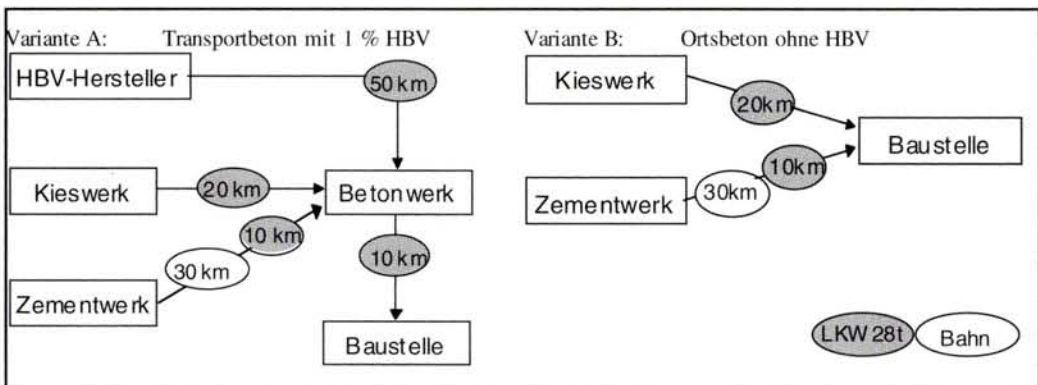 Variante A: Transportbeton mit 1 % HBV
HBV-Hersteller
50 km
Kieswerk
20 km
Betonwerk
10 km
30 km
10 km
Zementwerk
Baustelle
Variante B: Ortsbeton ohne HBV
Kieswerk
20km
Baustelle
10km
30km
Zementwerk
LKW 28t
Bahn